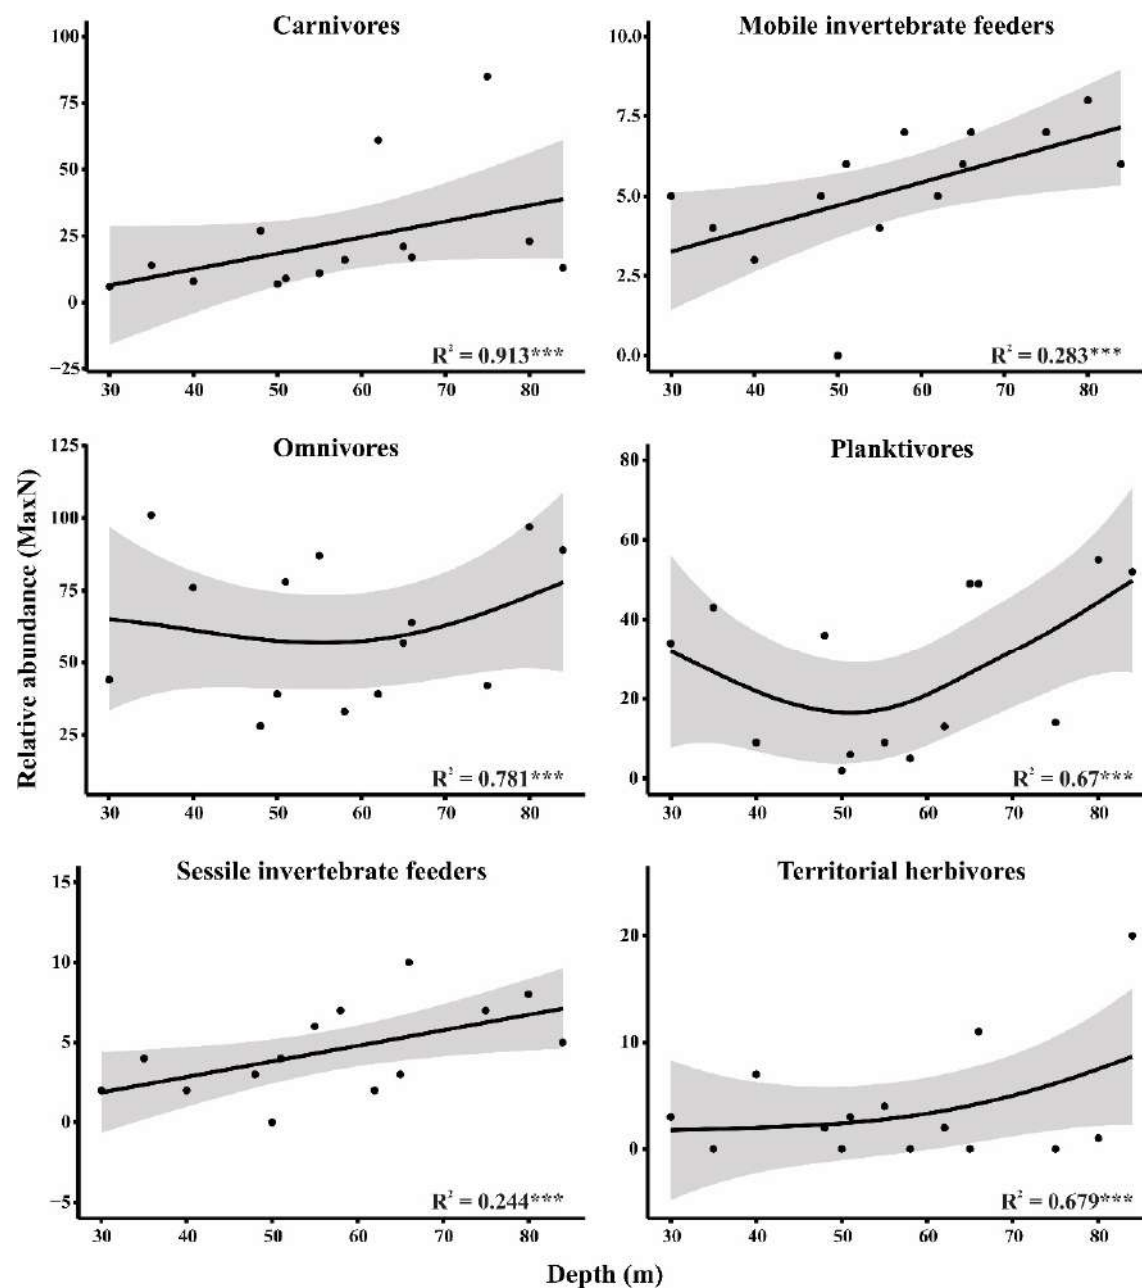 Carnivores
Mobile invertebrate feeders
100
75
50
25
0
−25
R² = 0.913***
30 40 50 60 70 80
10.0
7.5
5.0
2.5
0.0
R² = 0.283***
30 40 50 60 70 80
Relative abundance (MaxN)
Omnivores
Planktivores
125
100
75
50
25
R² = 0.781***
30 40 50 60 70 80
80
60
40
20
0
R² = 0.67***
30 40 50 60 70 80
Sessile invertebrate feeders
Territorial herbivores
15
10
5
0
−5
R² = 0.244***
30 40 50 60 70 80
20
10
0
R² = 0.679***
30 40 50 60 70 80
Depth (m)